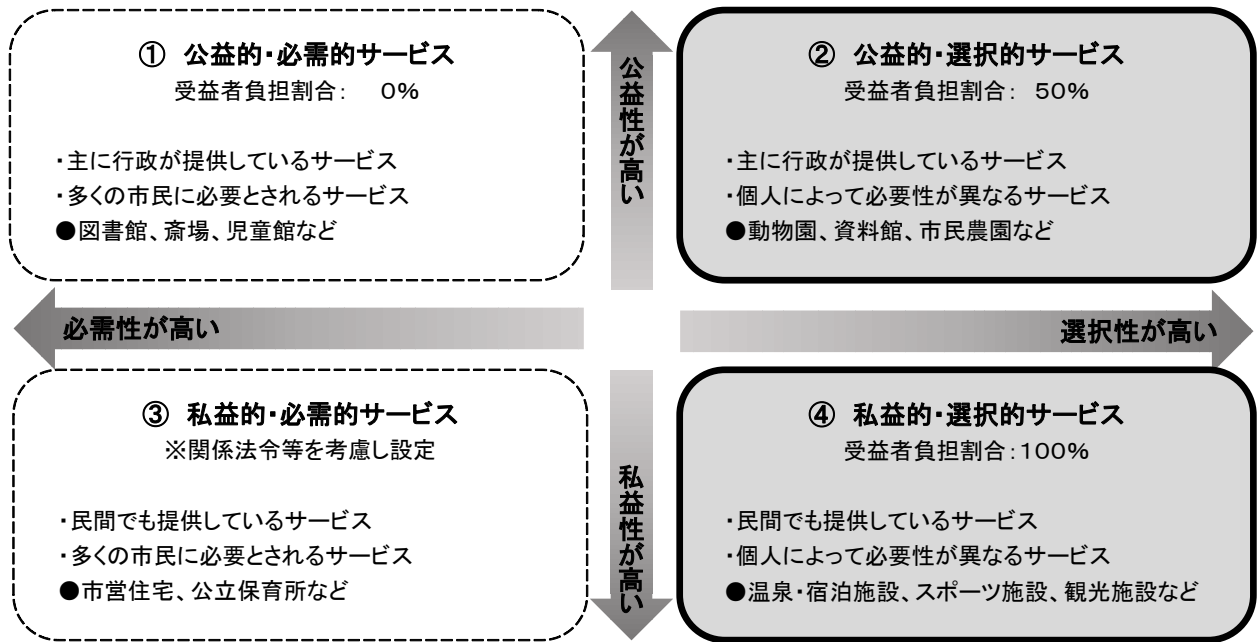 ① 公益的・必需的サービス
受益者負担割合： 0%
・主に行政が提供しているサービス
・多くの市民に必要とされるサービス
●図書館、斎場、児童館など
公益性が高い
② 公益的・選択的サービス
受益者負担割合： 50%
・主に行政が提供しているサービス
・個人によって必要性が異なるサービス
●動物園、資料館、市民農園など
必需性が高い
選択性が高い
③ 私益的・必需的サービス
※関係法令等を考慮し設定
・民間でも提供しているサービス
・多くの市民に必要とされるサービス
●市営住宅、公立保育所など
私益性が高い
④ 私益的・選択的サービス
受益者負担割合：100%
・民間でも提供しているサービス
・個人によって必要性が異なるサービス
●温泉・宿泊施設、スポーツ施設、観光施設など